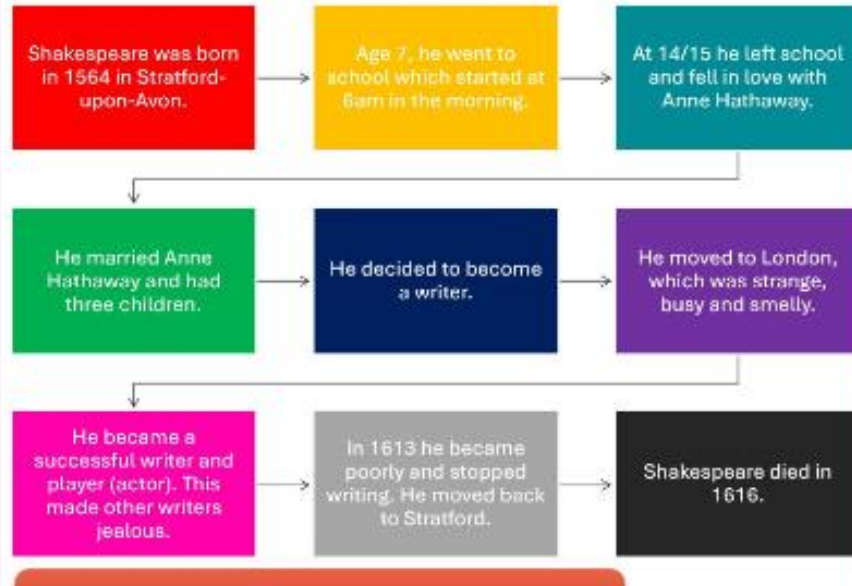 Shakespeare was born
in 1564 in Stratford-
upon-Avon.
Age 7, he went to
school which started at
6am in the morning.
At 14/15 he left school
and fell in love with
Anne Hathaway.
He married Anne
Hathaway and had
three children.
He decided to become
a writer.
He moved to London,
which was strange,
busy and smelly.
He became a
successful writer and
player (actor). This
made other writers
jealous.
In 1613 he became
poorly and stopped
writing. He moved back
to Stratford.
Shakespeare died in
1616.